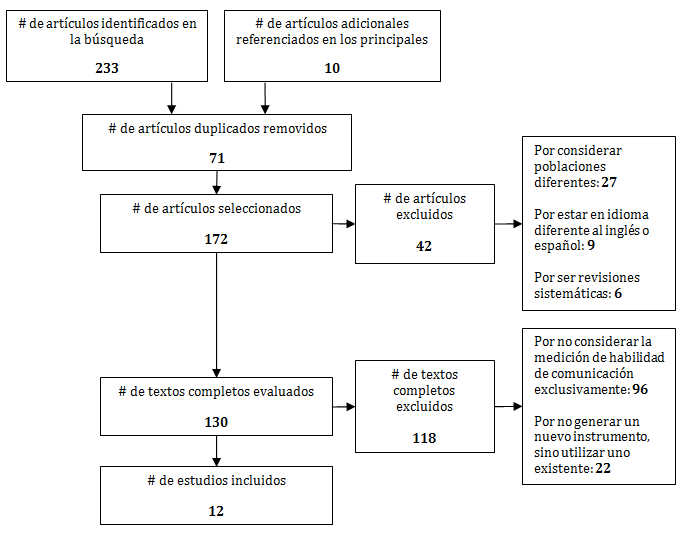 # de artículos identificados en
la búsqueda
233
# de artículos adicionales
referenciados en los principales
10
# de artículos duplicados removidos
71
# de artículos seleccionados
172
# de artículos
excluidos
42
Por considerar
poblaciones
diferentes: 27
Por estar en idioma
diferente al inglés o
español: 9
Por ser revisiones
sistemáticas: 6
# de textos completos evaluados
130
# de textos
completos
excluidos
118
Por no considerar la
medición de habilidad
de comunicación
exclusivamente: 96
Por no generar un
nuevo instrumento,
sino utilizar uno
existente: 22
# de estudios incluidos
12